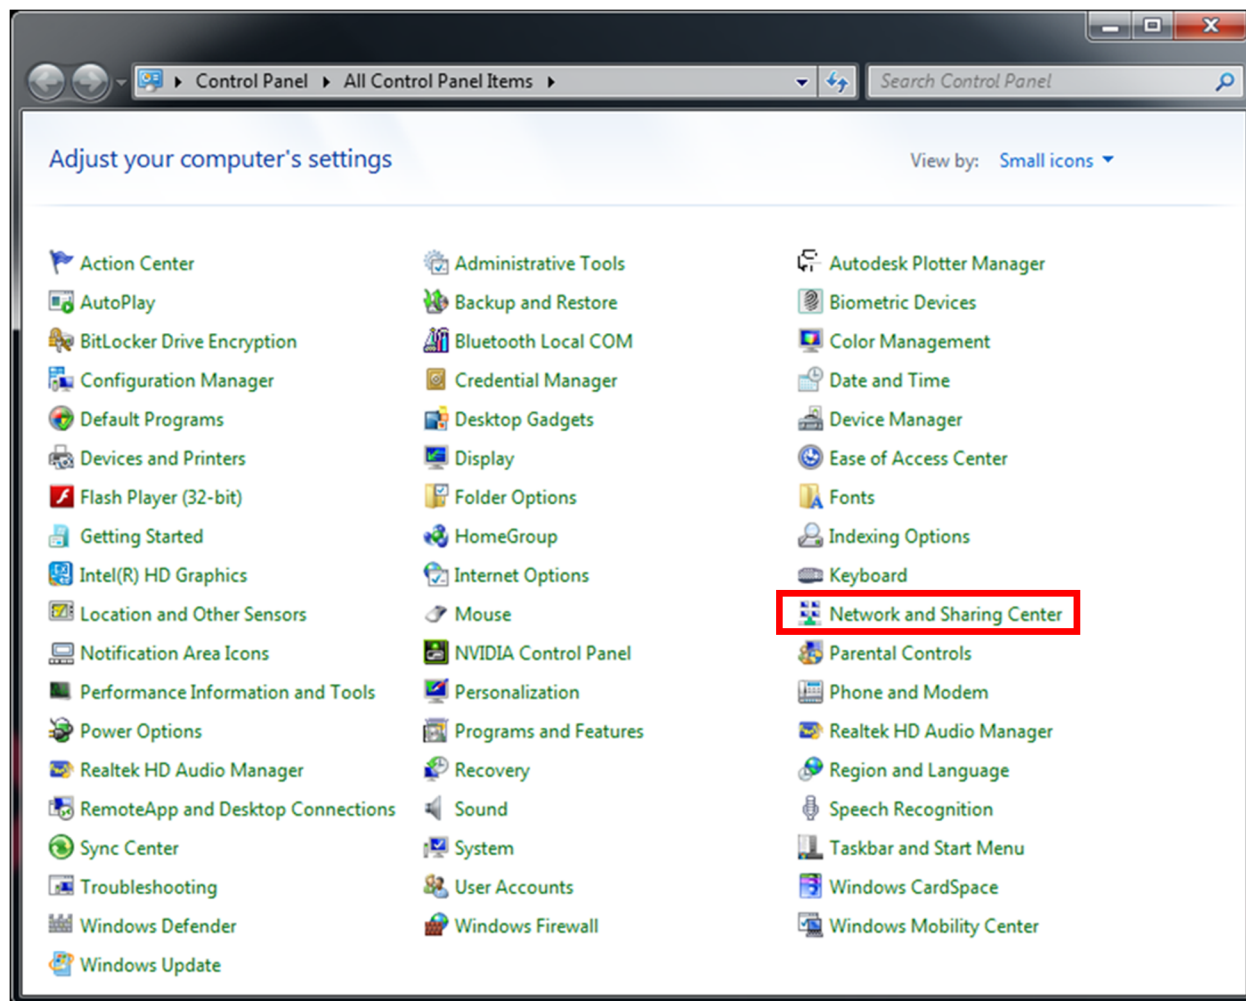 Control Panel All Control Panel Items Search Control Panel
Adjust your computer's settings View by: Small icons
Action Center Administrative Tools Autodesk Plotter Manager
AutoPlay Backup and Restore Biometric Devices
BitLocker Drive Encryption Bluetooth Local COM Color Management
Configuration Manager Credential Manager Date and Time
Default Programs Desktop Gadgets Device Manager
Devices and Printers Display Ease of Access Center
Flash Player (32-bit) Folder Options Fonts
Getting Started HomeGroup Indexing Options
Intel(R) HD Graphics Internet Options Keyboard
Location and Other Sensors Mouse Network and Sharing Center
Notification Area Icons NVIDIA Control Panel Parental Controls
Performance Information and Tools Personalization Phone and Modem
Power Options Programs and Features Realtek HD Audio Manager
Realtek HD Audio Manager Recovery Region and Language
RemoteApp and Desktop Connections Sound Speech Recognition
Sync Center System Taskbar and Start Menu
Troubleshooting User Accounts Windows CardSpace
Windows Defender Windows Firewall Windows Mobility Center
Windows Update